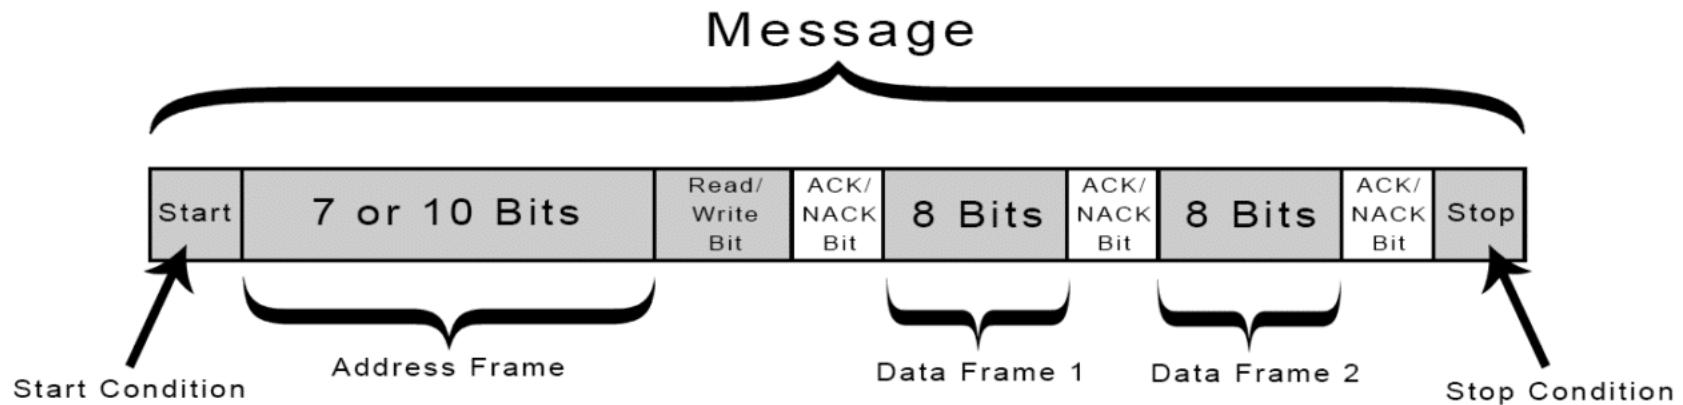 Message
Start
7 or 10 Bits
Read/
Write
Bit
ACK/
NACK
Bit
8 Bits
ACK/
NACK
Bit
8 Bits
ACK/
NACK
Bit
Stop
Start Condition
Address Frame
Data Frame 1
Data Frame 2
Stop Condition